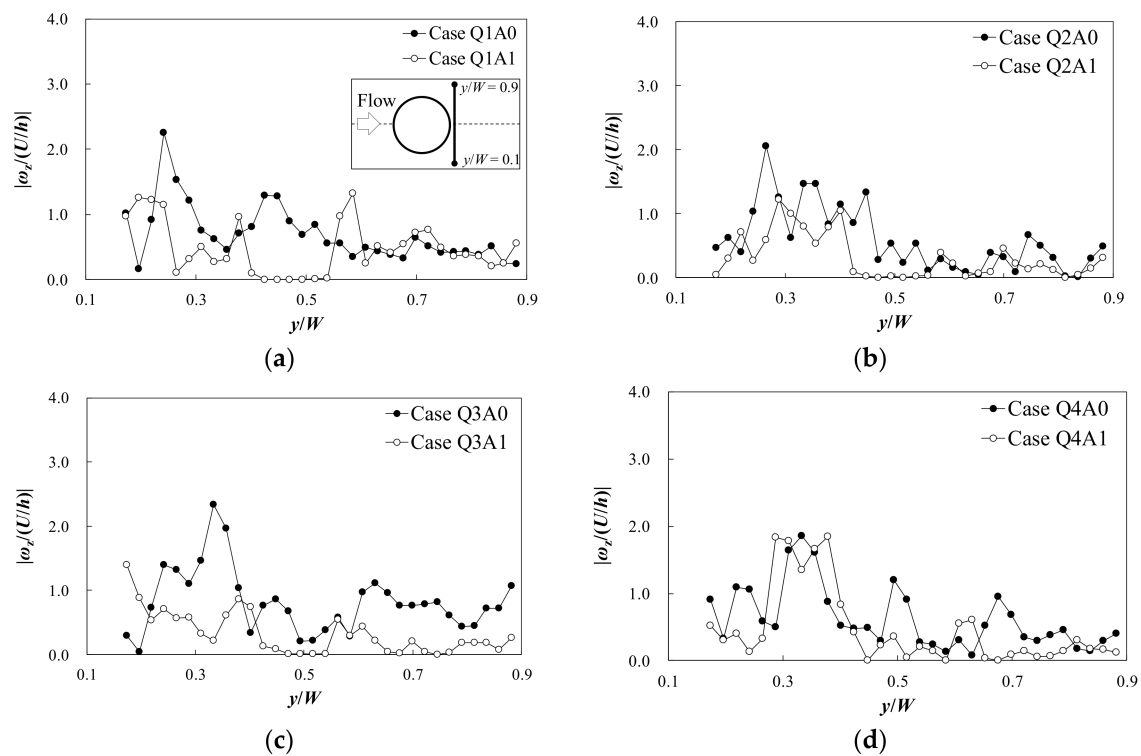 4.0
3.0
2.0
1.0
0.0
|ωz/(U/h)|
Case Q1A0
Case Q1A1
Flow
y/W = 0.9
y/W = 0.1
0.1 0.3 0.5 0.7 0.9
y/W
(a)
4.0
3.0
2.0
1.0
0.0
|ωz/(U/h)|
Case Q2A0
Case Q2A1
0.1 0.3 0.5 0.7 0.9
y/W
(b)
4.0
3.0
2.0
1.0
0.0
|ωz/(U/h)|
Case Q3A0
Case Q3A1
0.1 0.3 0.5 0.7 0.9
y/W
(c)
4.0
3.0
2.0
1.0
0.0
|ωz/(U/h)|
Case Q4A0
Case Q4A1
0.1 0.3 0.5 0.7 0.9
y/W
(d)